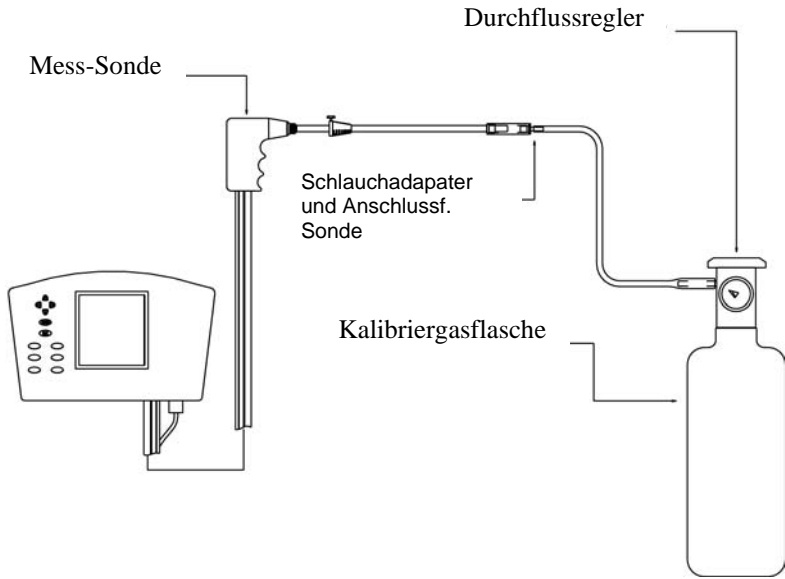 Durchflussregler
Mess-Sonde
Schlauchadapater
und Anschlussf.
Sonde
Kalibriergasflasche